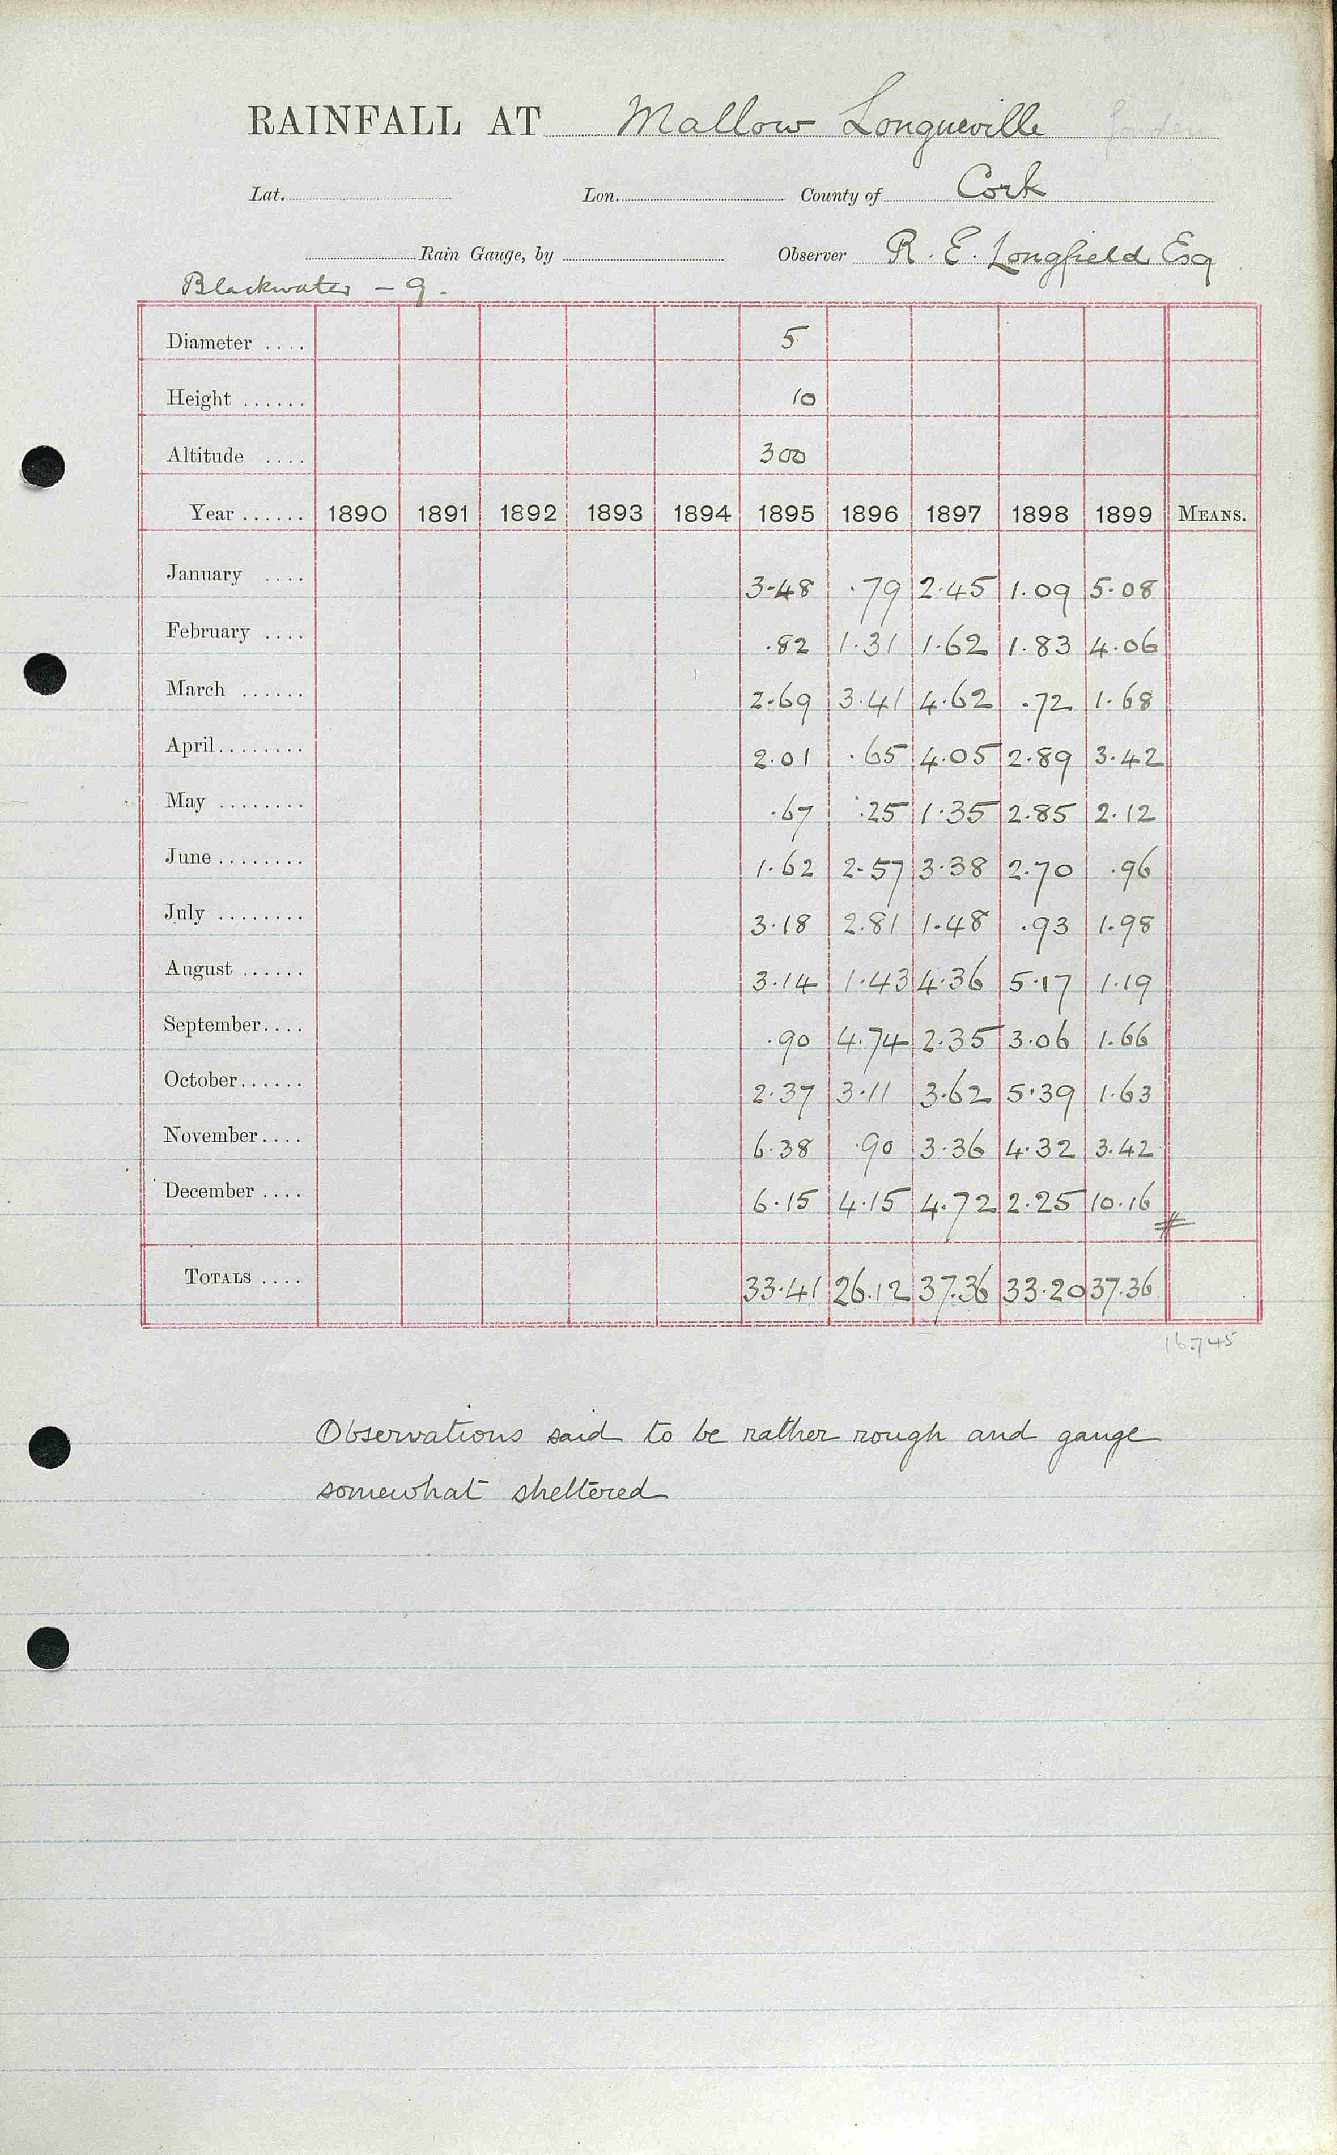 RAINFALL AT Mallow Longueville
Lat. Lon. County of Cork
Rain Gauge, by Observer R. E. Longfield Esq
Blackwater – 9.
Diameter .... 5
Height ...... 10
Altitude .... 300
Year ...... 1890 1891 1892 1893 1894 1895 1896 1897 1898 1899 MEANS.
January .... 3.48 .79 2.45 1.09 5.08
February .... .82 1.31 1.62 1.83 4.06
March ...... 2.69 3.41 4.62 .72 1.68
April........ 2.01 .65 4.05 2.89 3.42
May ........ .67 .25 1.35 2.85 2.12
June ........ 1.62 2.57 3.38 2.70 .96
July ........ 3.18 2.81 1.48 .93 1.98
August ...... 3.14 1.43 4.36 5.17 1.19
September.... .90 4.74 2.35 3.06 1.66
October...... 2.37 3.11 3.62 5.39 1.63
November.... 6.38 .90 3.36 4.32 3.42
December .... 6.15 4.15 4.72 2.25 10.16 #
TOTALS .... 33.41 26.12 37.36 33.20 37.36
16.745
Observations said to be rather rough and gauge
somewhat sheltered